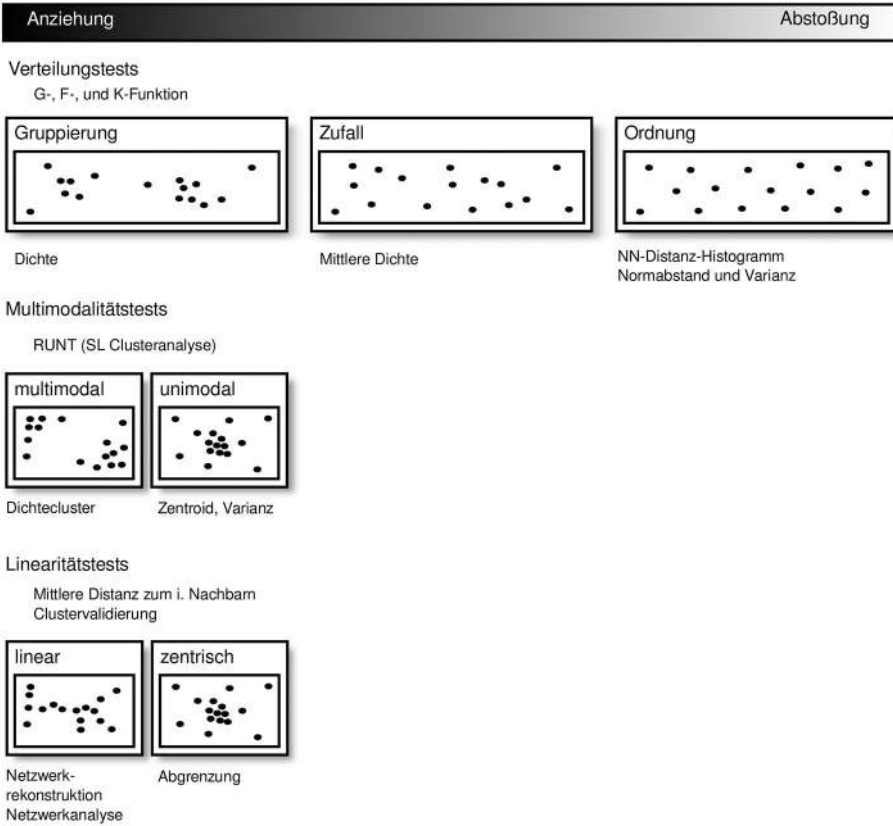 Anziehung Abstoßung
Verteilungstests
G-, F-, und K-Funktion
Gruppierung Zufall Ordnung
Dichte Mittlere Dichte NN-Distanz-Histogramm
Normabstand und Varianz
Multimodalitätstests
RUNT (SL Clusteranalyse)
multimodal unimodal
Dichtecluster Zentroid, Varianz
Linearitätstests
Mittlere Distanz zum i. Nachbarn
Clustervalidierung
linear zentrisch
Netzwerk- Abgrenzung
rekonstruktion
Netzwerkanalyse